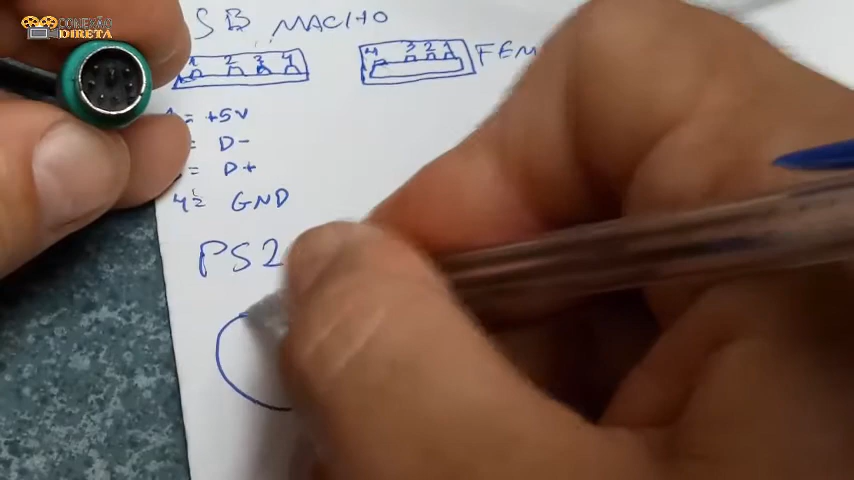 CONEXÃO
DIRETA
SB MACHO
1 2 3 4
4 3 2 1 FEM
= +5V
= D-
= D+
4= GND
PS2